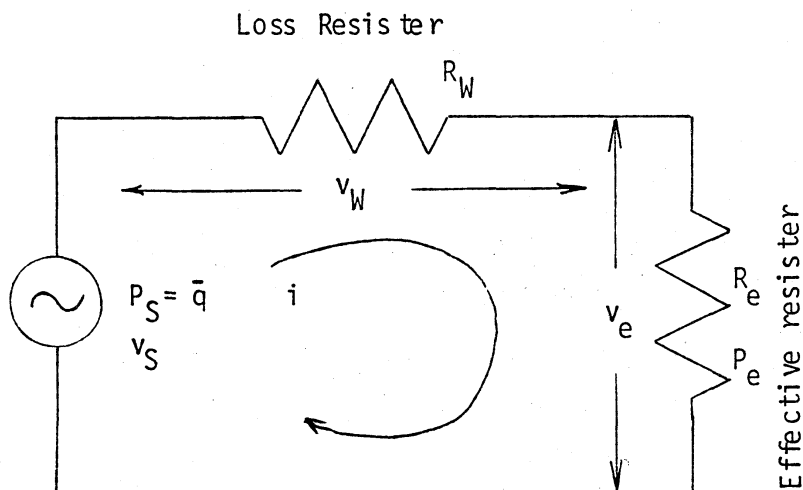 Loss Resister
R_W
v_W
P_S = q̄
i
v_S
v_e
R_e
P_e
Effective resister